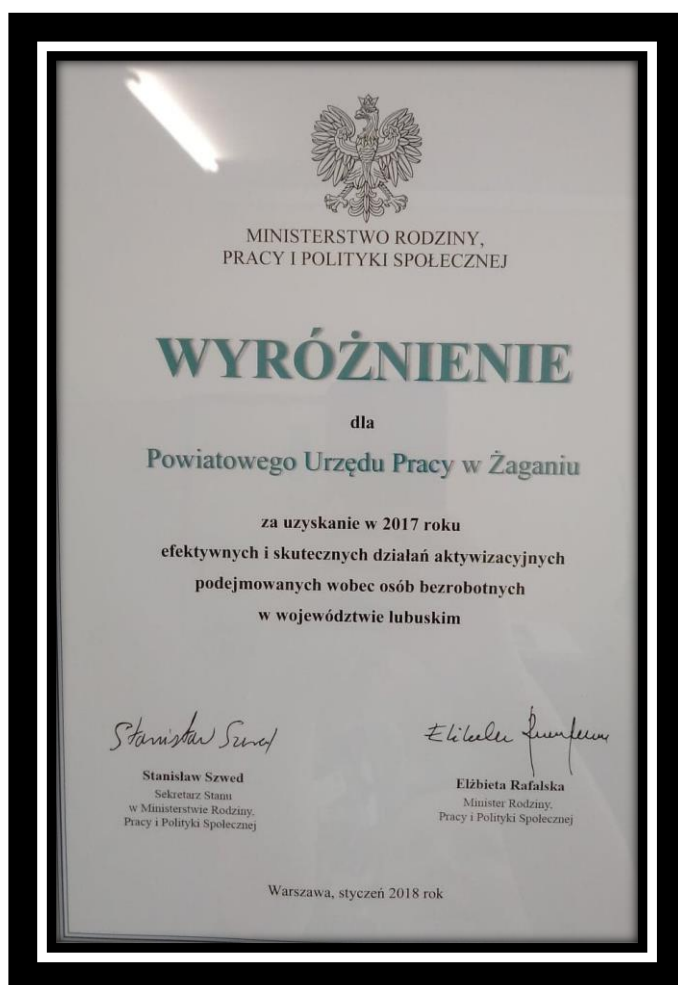 MINISTERSTWO RODZINY,
PRACY I POLITYKI SPOŁECZNEJ
WYRÓŻNIENIE
dla
Powiatowego Urzędu Pracy w Żaganiu
za uzyskanie w 2017 roku
efektywnych i skutecznych działań aktywizacyjnych
podejmowanych wobec osób bezrobotnych
w województwie lubuskim
Stanisław Szwed
Stanisław Szwed
Sekretarz Stanu
w Ministerstwie Rodziny,
Pracy i Polityki Społecznej
Elżbieta Rafalska
Minister Rodziny,
Pracy i Polityki Społecznej
Warszawa, styczeń 2018 rok